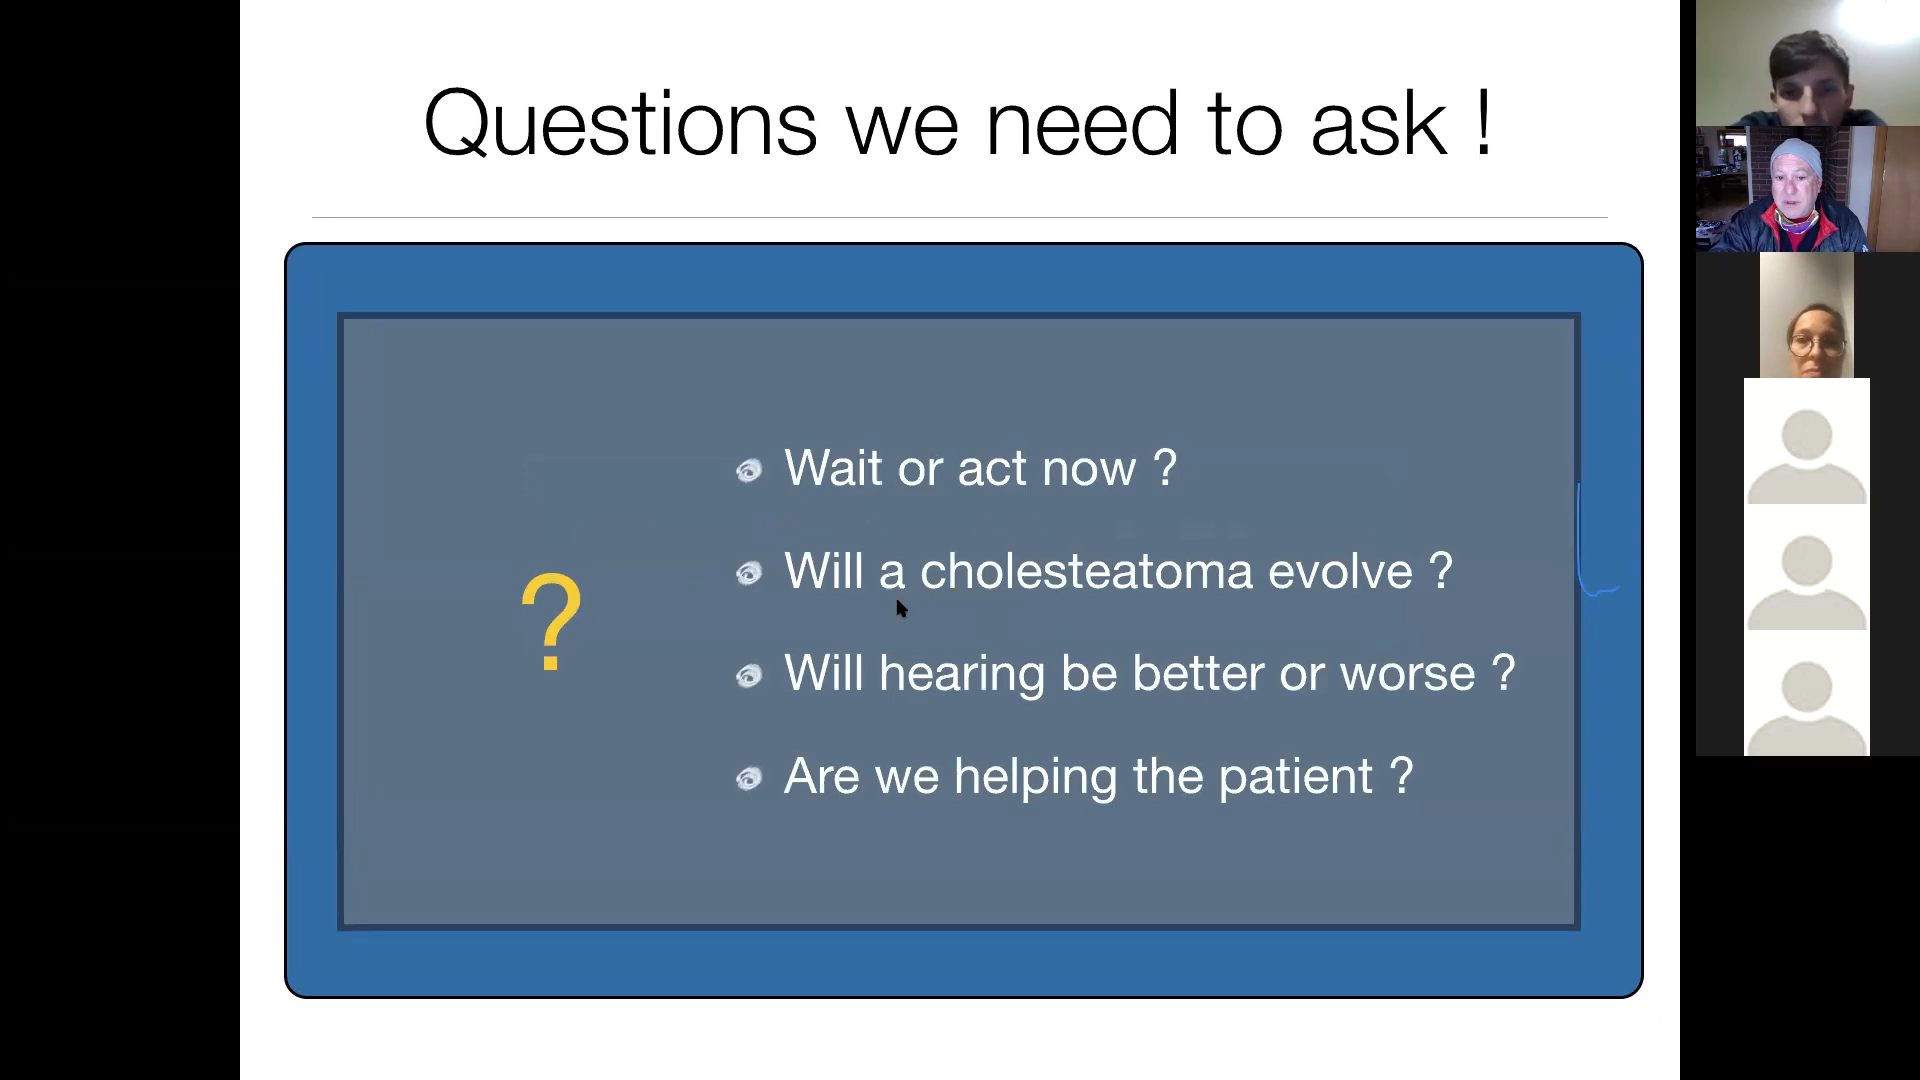 Questions we need to ask !
?
Wait or act now ?
Will a cholesteatoma evolve ?
Will hearing be better or worse ?
Are we helping the patient ?